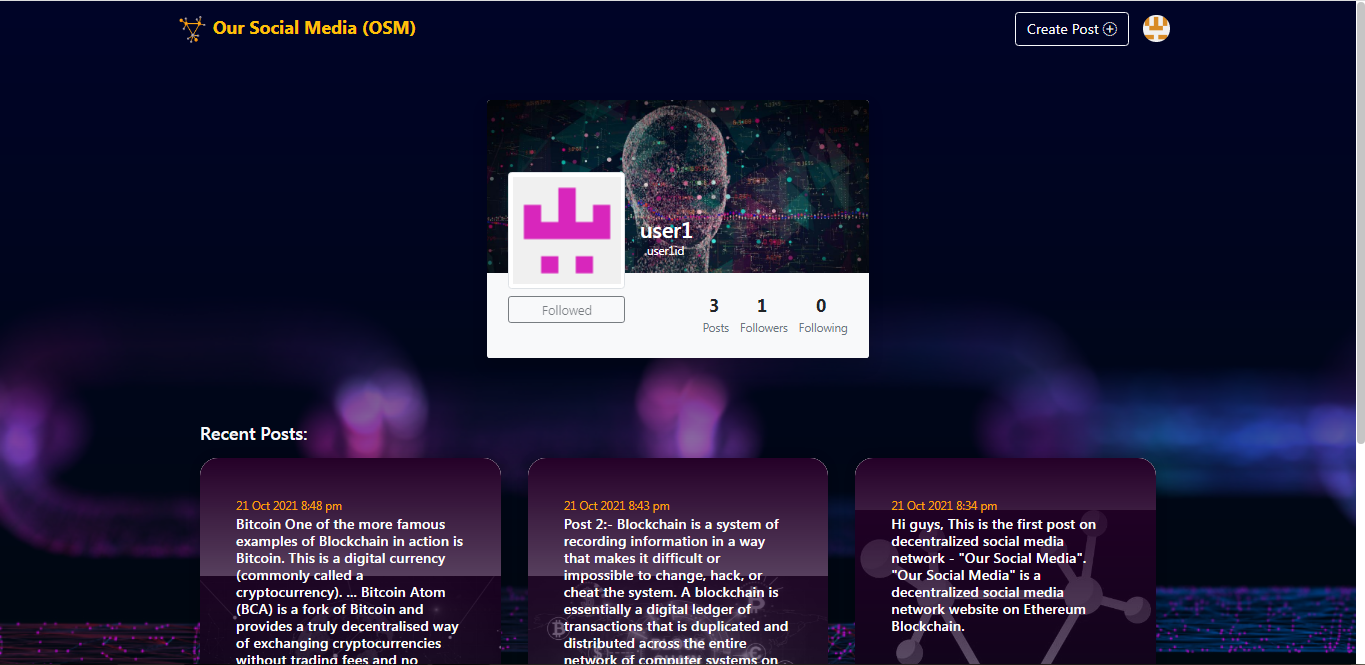 Our Social Media (OSM)
Create Post
user1
.user1id
Followed
3
1
0
Posts
Followers
Following
Recent Posts:
21 Oct 2021 8:48 pm
Bitcoin One of the more famous
examples of Blockchain in action is
Bitcoin. This is a digital currency
(commonly called a
cryptocurrency). ... Bitcoin Atom
(BCA) is a fork of Bitcoin and
provides a truly decentralised way
of exchanging cryptocurrencies
without trading fees and no
21 Oct 2021 8:43 pm
Post 2:- Blockchain is a system of
recording information in a way
that makes it difficult or
impossible to change, hack, or
cheat the system. A blockchain is
essentially a digital ledger of
transactions that is duplicated and
distributed across the entire
network of computer systems on
21 Oct 2021 8:34 pm
Hi guys, This is the first post on
decentralized social media
network - "Our Social Media".
"Our Social Media" is a
decentralized social media
network website on Ethereum
Blockchain.